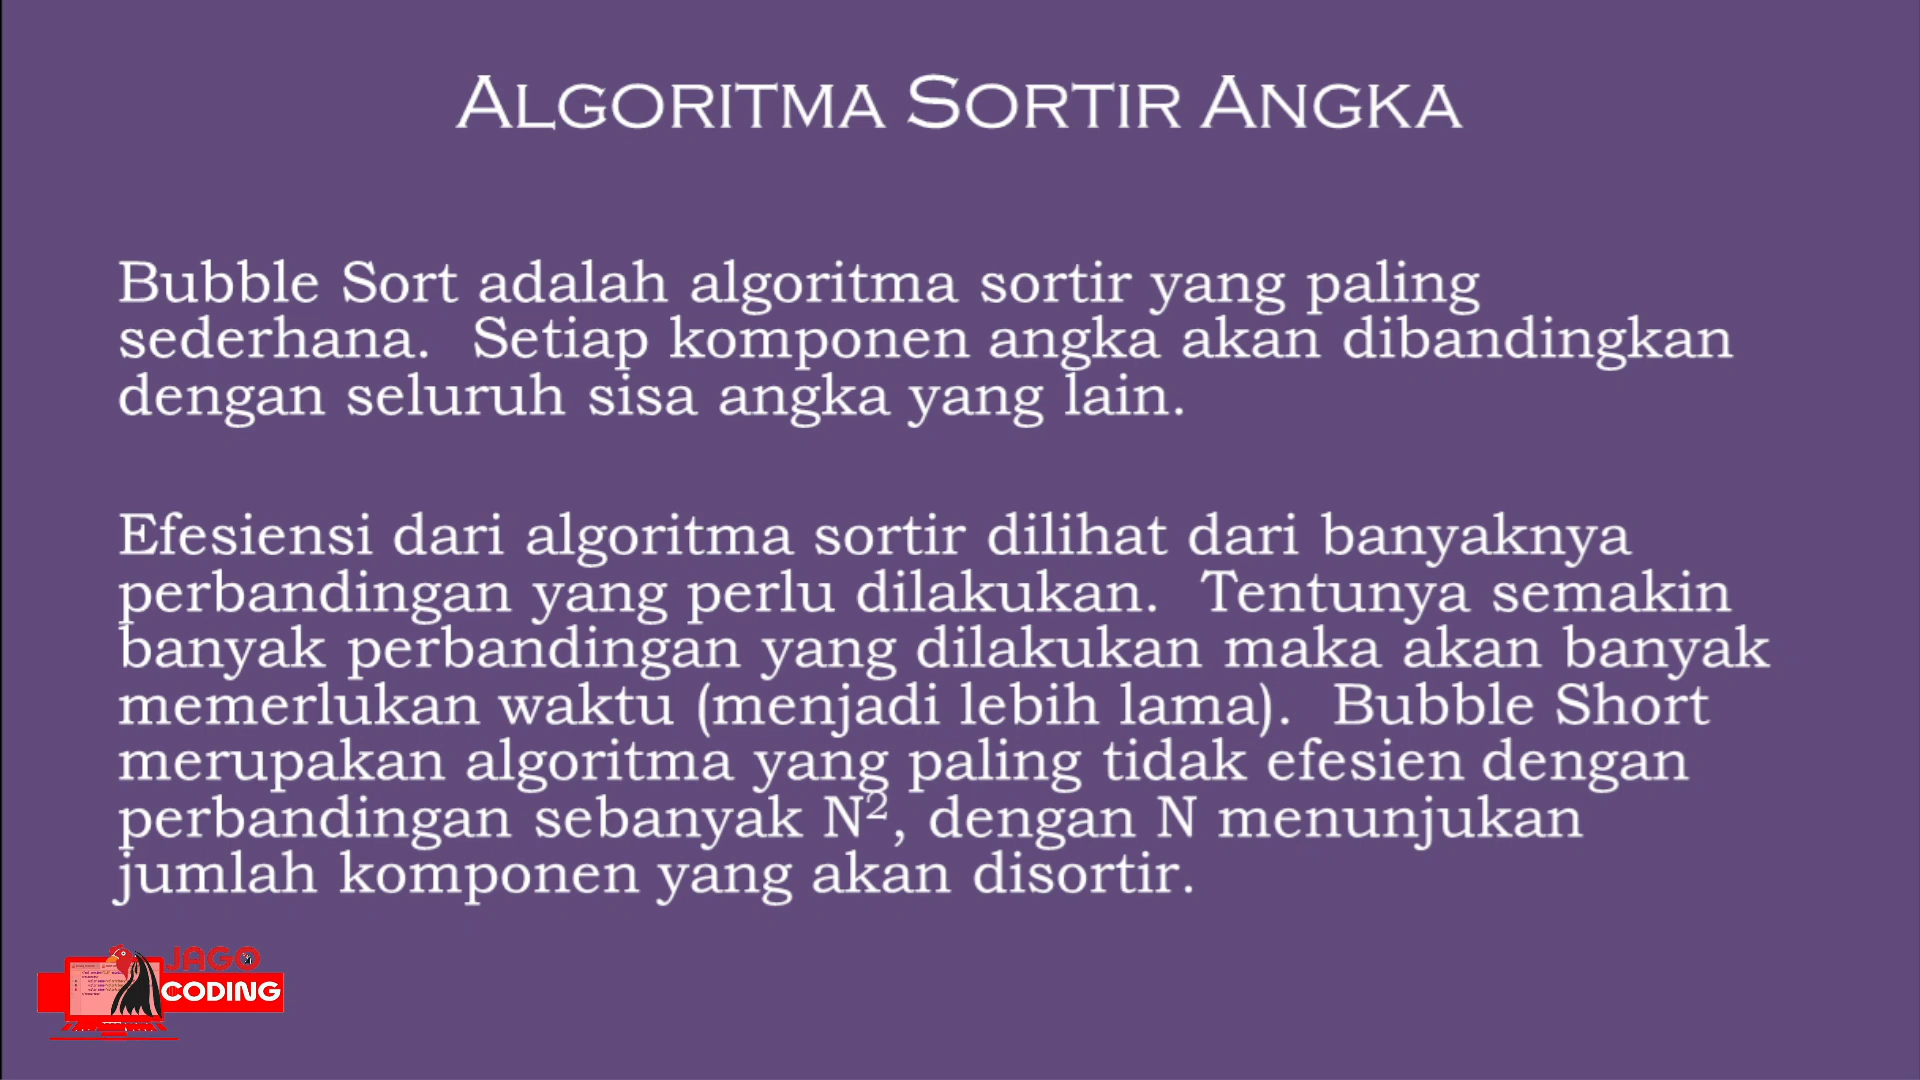 ALGORITMA SORTIR ANGKA
Bubble Sort adalah algoritma sortir yang paling
sederhana. Setiap komponen angka akan dibandingkan
dengan seluruh sisa angka yang lain.
Efesiensi dari algoritma sortir dilihat dari banyaknya
perbandingan yang perlu dilakukan. Tentunya semakin
banyak perbandingan yang dilakukan maka akan banyak
memerlukan waktu (menjadi lebih lama). Bubble Short
merupakan algoritma yang paling tidak efesien dengan
perbandingan sebanyak N², dengan N menunjukan
jumlah komponen yang akan disortir.
JAGO
CODING